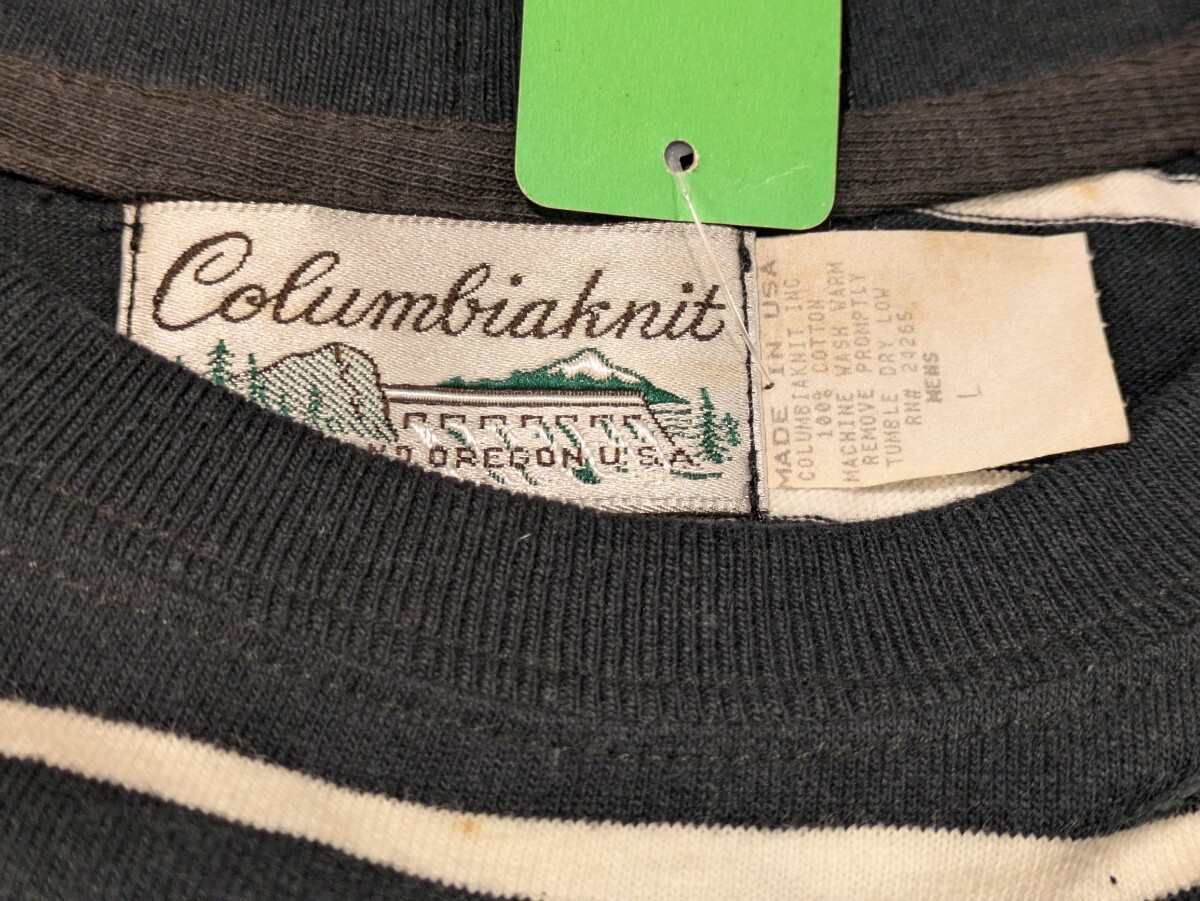 Columbiaknit
OREGON U.S.A.
MADE IN USA
COLUMBIAKNIT INC
100% COTTON
MACHINE WASK WARM
REMOVE PROMPTLY
TUMBLE DRY LOW
RN# 24265
MENS
L